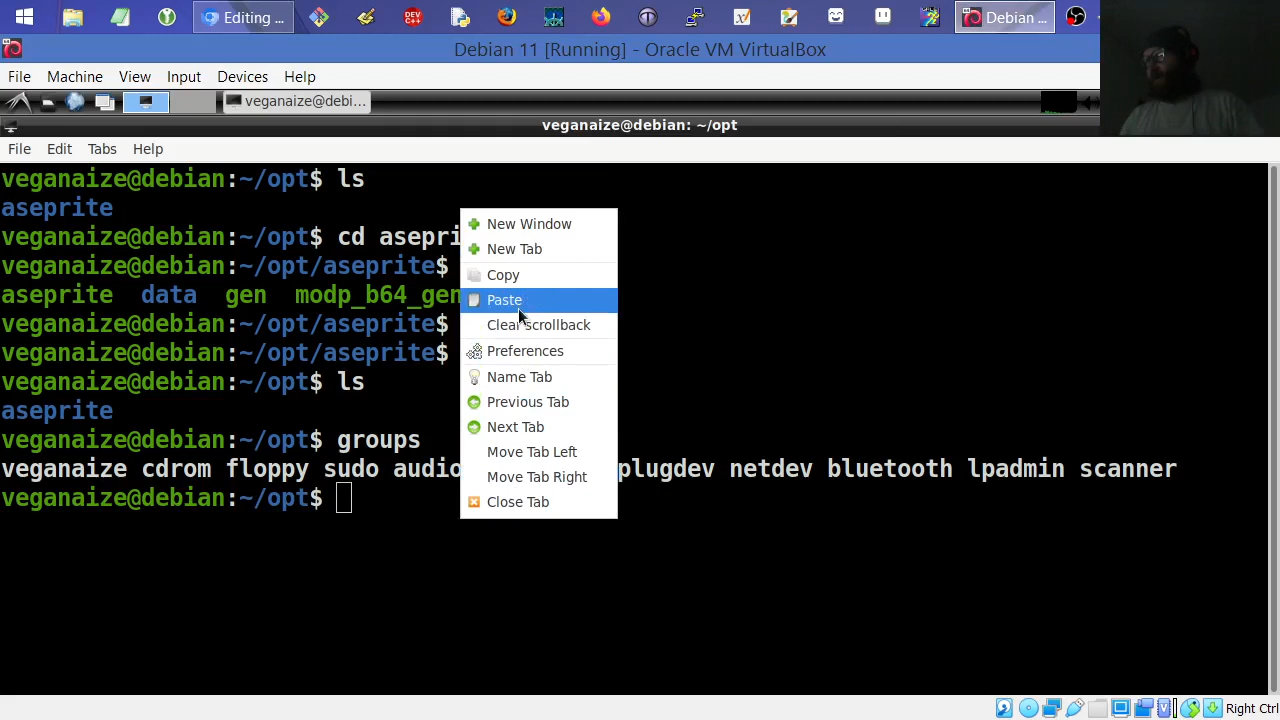 Editing ...
DEV C++
Debian ...
Debian 11 [Running] - Oracle VM VirtualBox
File Machine View Input Devices Help
veganaize@debi...
veganaize@debian: ~/opt
File Edit Tabs Help
veganaize@debian:~/opt$ ls
aseprite
veganaize@debian:~/opt$ cd asepri
veganaize@debian:~/opt/aseprite$
aseprite data gen modp_b64_gen
veganaize@debian:~/opt/aseprite$
veganaize@debian:~/opt/aseprite$
veganaize@debian:~/opt$ ls
aseprite
veganaize@debian:~/opt$ groups
veganaize cdrom floppy sudo audio plugdev netdev bluetooth lpadmin scanner
veganaize@debian:~/opt$
New Window
New Tab
Copy
Paste
Clear scrollback
Preferences
Name Tab
Previous Tab
Next Tab
Move Tab Left
Move Tab Right
Close Tab
Right Ctrl